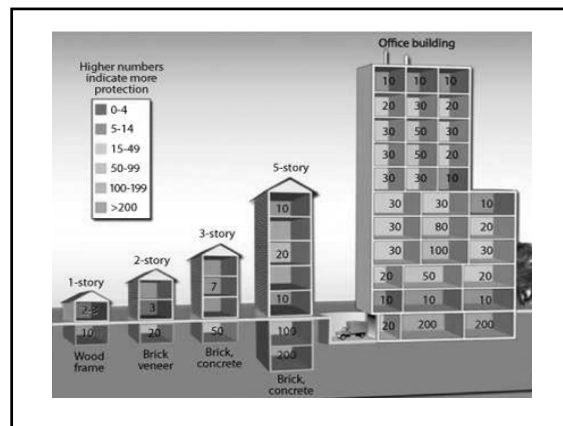 Office building
Higher numbers
indicate more
protection
0-4
5-14
15-49
50-99
100-199
>200
10 10 10
20 30 20
30 50 30
30 50 20
30 30 10
5-story
10
30 30 10
3-story
20
30 80 20
2-story
7
30 100 30
1-story
20 50 20
3
10
10 10 10
10
20
50
100
20 200 200
200
Wood
frame
Brick
veneer
Brick,
concrete
Brick,
concrete